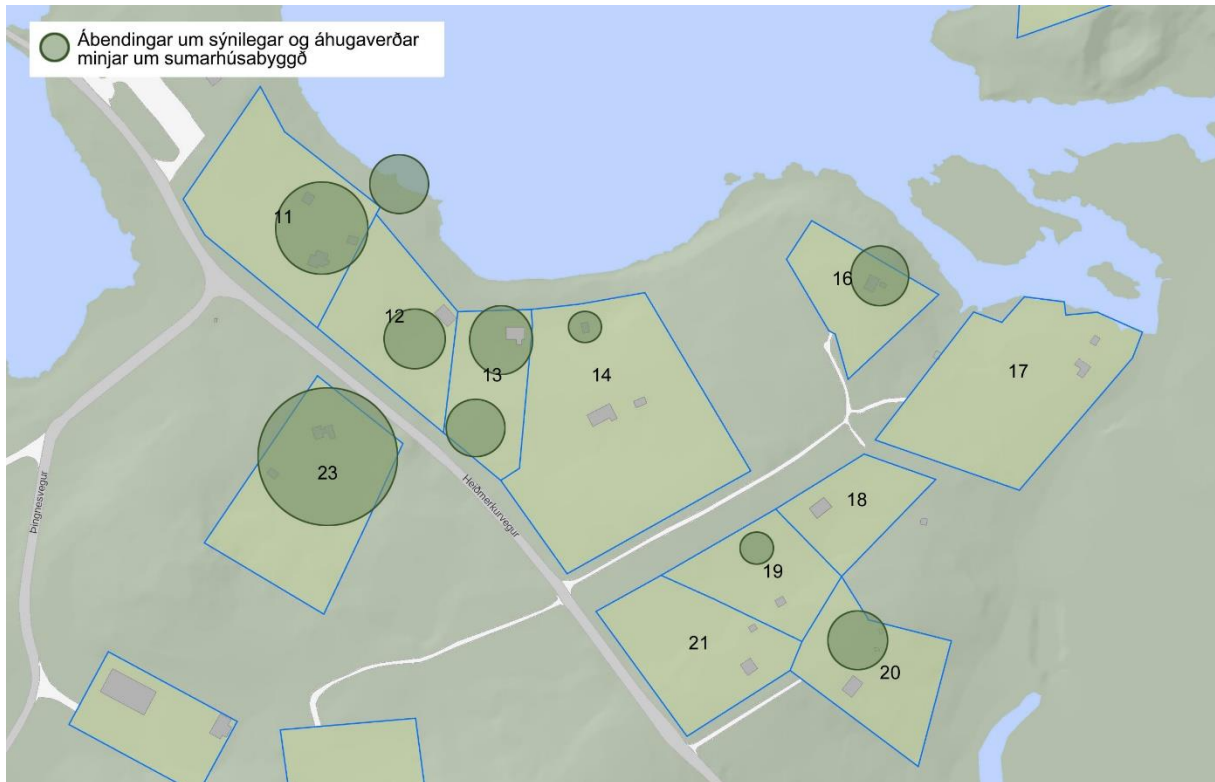 Ábendingar um sýnilegar og áhugaverðar
minjar um sumarhúsabyggð
11
12
13
14
16
17
18
19
20
21
23
Þingnesvegur
Heiðmerkurvegur